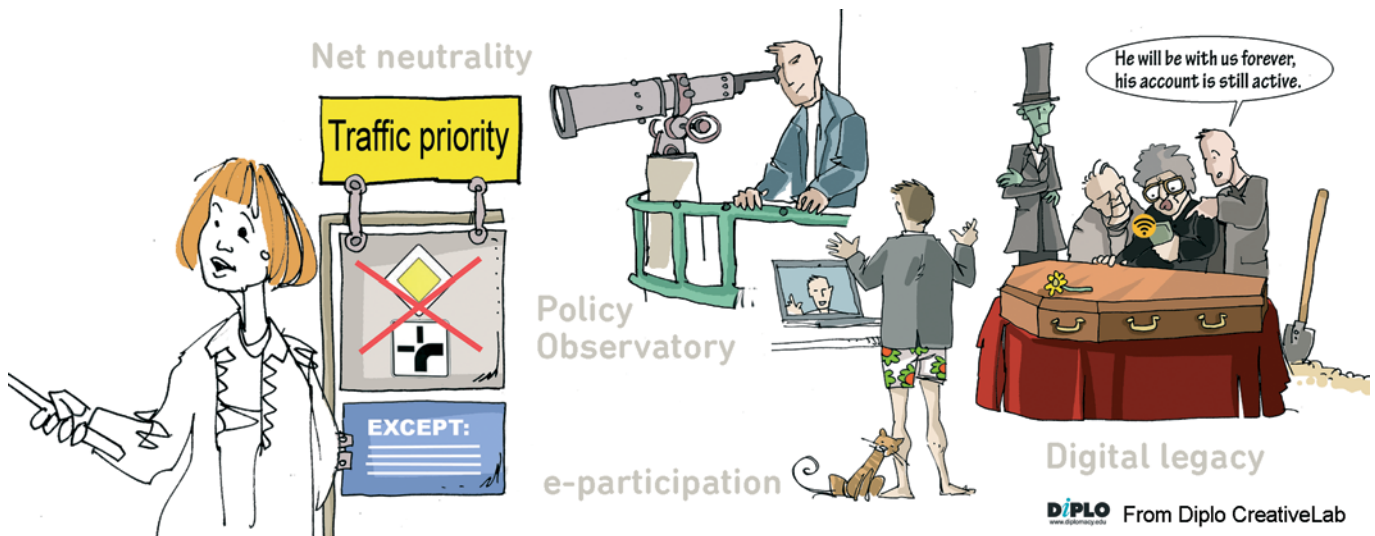 Net neutrality
Traffic priority
EXCEPT:
Policy
Observatory
e-participation
He will be with us forever,
his account is still active.
Digital legacy
DiPLO
www.diplomacy.edu
From Diplo CreativeLab